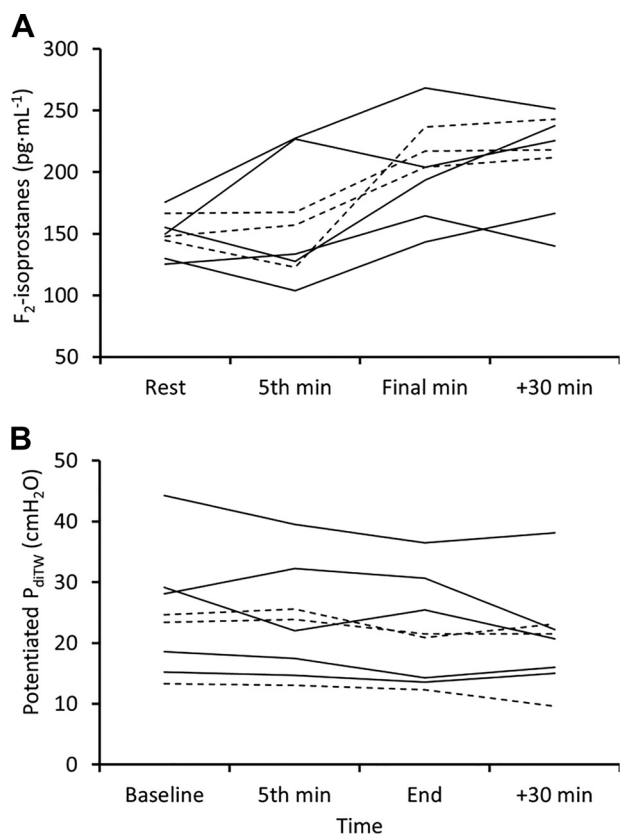 A
F₂-isoprostanes (pg·mL⁻¹)
300
250
200
150
100
50
Rest 5th min Final min +30 min
B
Potentiated PdiTW (cmH₂O)
50
40
30
20
10
0
Baseline 5th min End +30 min
Time